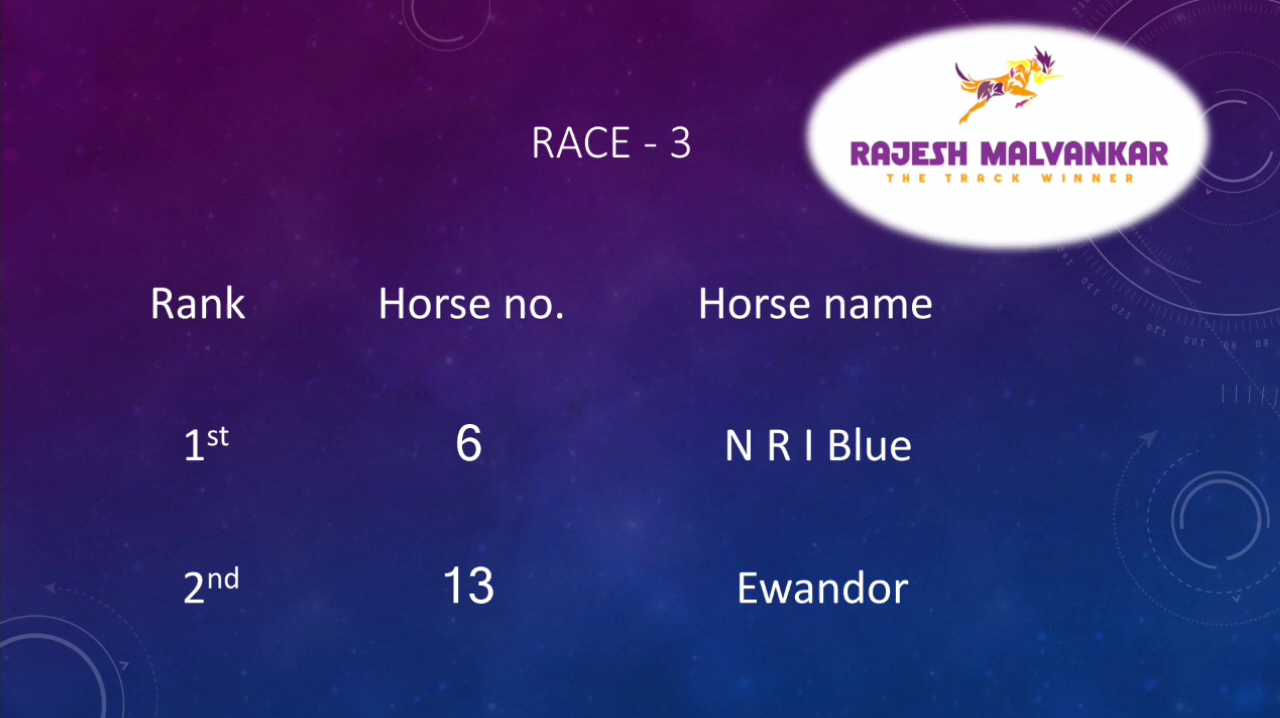 RACE - 3
RAJESH MALVANKAR
THE TRACK WINNER
Rank Horse no. Horse name
1st 6 N R I Blue
2nd 13 Ewandor